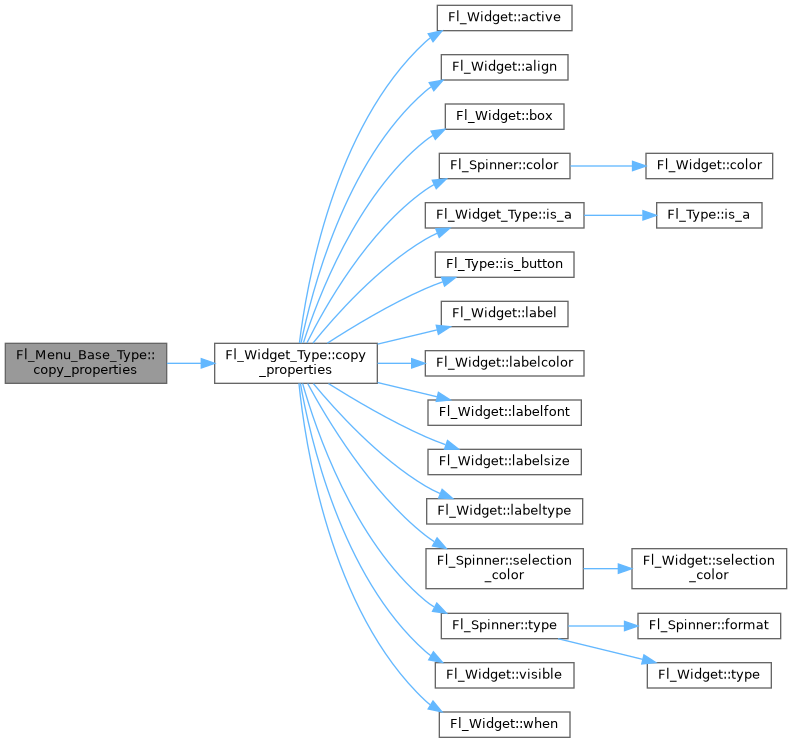 Fl_Menu_Base_Type::
copy_properties
Fl_Widget_Type::copy
_properties
Fl_Widget::active
Fl_Widget::align
Fl_Widget::box
Fl_Spinner::color
Fl_Widget::color
Fl_Widget_Type::is_a
Fl_Type::is_a
Fl_Type::is_button
Fl_Widget::label
Fl_Widget::labelcolor
Fl_Widget::labelfont
Fl_Widget::labelsize
Fl_Widget::labeltype
Fl_Spinner::selection
_color
Fl_Widget::selection
_color
Fl_Spinner::type
Fl_Spinner::format
Fl_Widget::type
Fl_Widget::visible
Fl_Widget::when